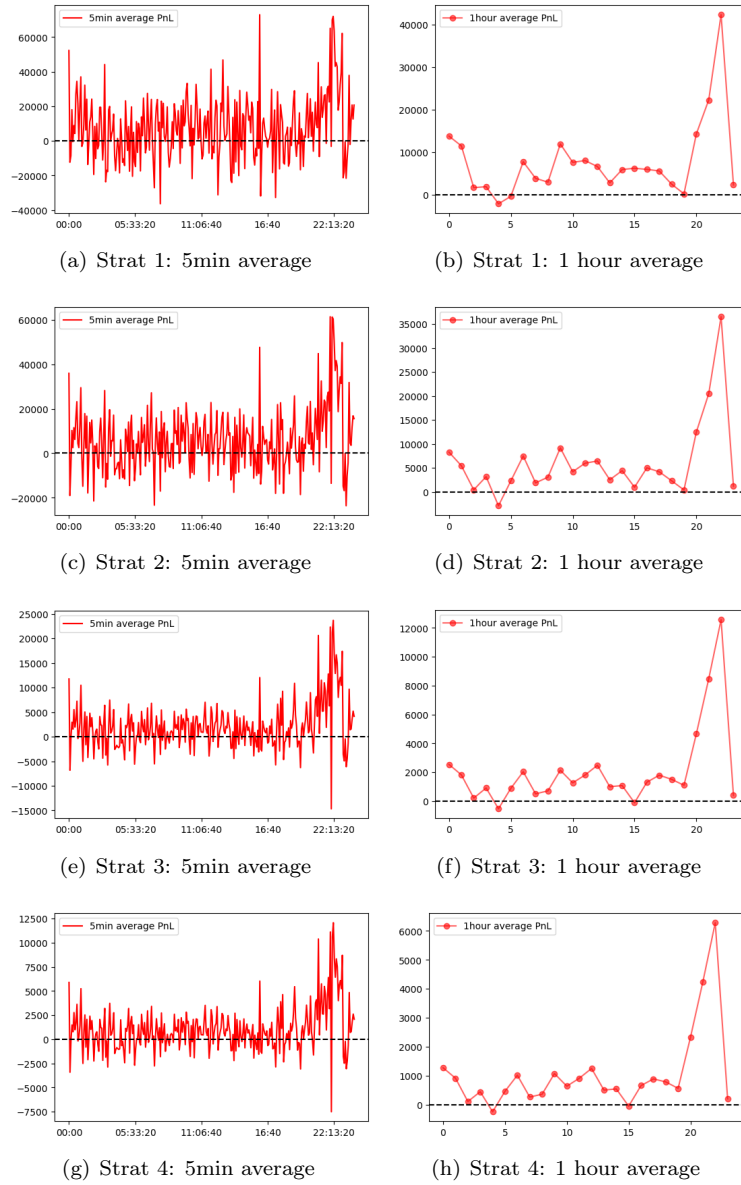 5min average PnL
60000
40000
20000
0
−20000
−40000
00:00 05:33:20 11:06:40 16:40 22:13:20
(a) Strat 1: 5min average
1hour average PnL
40000
30000
20000
10000
0
0 5 10 15 20
(b) Strat 1: 1 hour average
5min average PnL
60000
40000
20000
0
−20000
00:00 05:33:20 11:06:40 16:40 22:13:20
(c) Strat 2: 5min average
1hour average PnL
35000
30000
25000
20000
15000
10000
5000
0
0 5 10 15 20
(d) Strat 2: 1 hour average
5min average PnL
25000
20000
15000
10000
5000
0
−5000
−10000
−15000
00:00 05:33:20 11:06:40 16:40 22:13:20
(e) Strat 3: 5min average
1hour average PnL
12000
10000
8000
6000
4000
2000
0
0 5 10 15 20
(f) Strat 3: 1 hour average
5min average PnL
12500
10000
7500
5000
2500
0
−2500
−5000
−7500
00:00 05:33:20 11:06:40 16:40 22:13:20
(g) Strat 4: 5min average
1hour average PnL
6000
5000
4000
3000
2000
1000
0
0 5 10 15 20
(h) Strat 4: 1 hour average